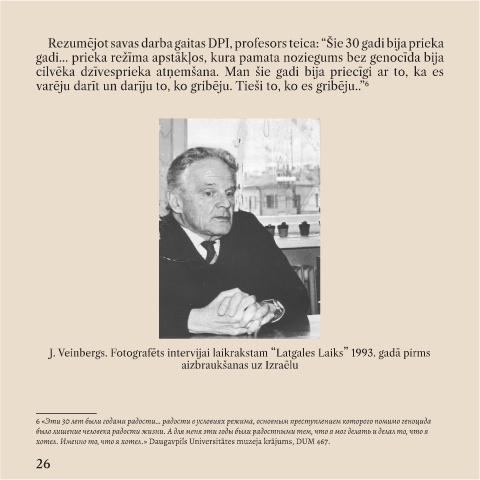 Rezumējot savas darba gaitas DPI, profesors teica: “Šie 30 gadi bija prieka
gadi... prieka režīma apstākļos, kura pamata noziegums bez genocīda bija
cilvēka dzīvesprieka atņemšana. Man šie gadi bija priecīgi ar to, ka es
varēju darīt un darīju to, ko gribēju. Tieši to, ko es gribēju..”⁶
J. Veinbergs. Fotografēts intervijai laikrakstam “Latgales Laiks” 1993. gadā pirms
aizbraukšanas uz Izraēlu
6 «Эти 30 лет были годами радости... радости в условиях режима, основным преступлением которого помимо геноцида
было лишение человека радости жизни. А для меня эти годы были радостными тем, что я мог делать и делал то, что я
хотел. Именно то, что я хотел.» Daugavpils Universitātes muzeja krājums, DUM 467.
26